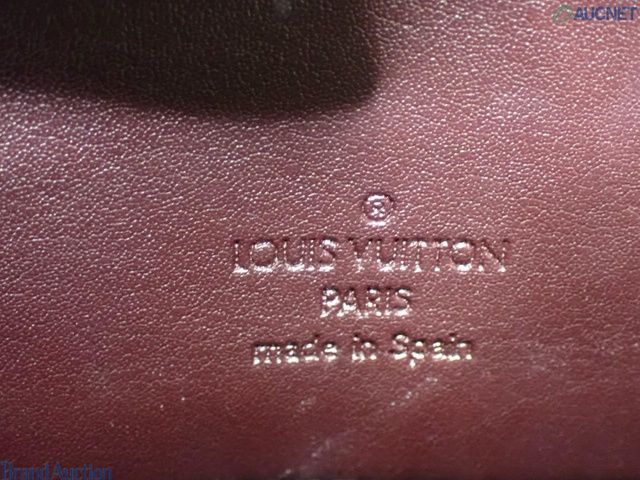 AUCNET
®
LOUIS VUITTON
PARIS
made in Spain
Brand Auction